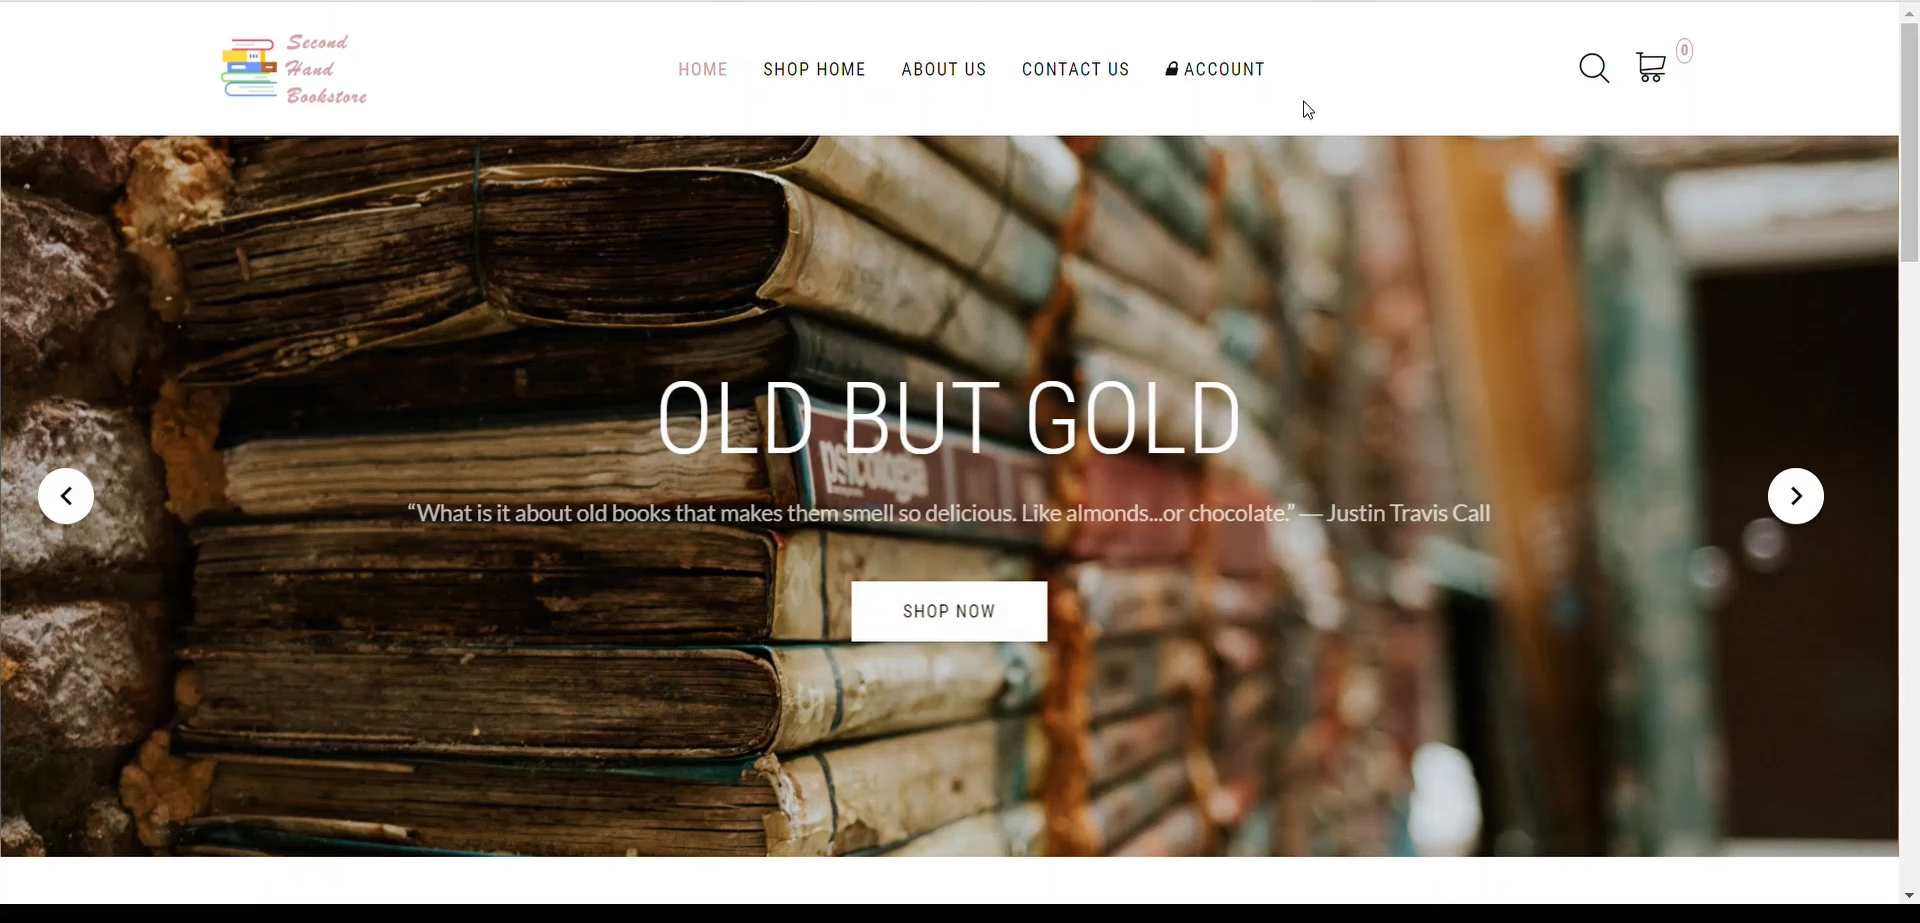 Second
Hand
Bookstore
HOME SHOP HOME ABOUT US CONTACT US ACCOUNT
0
OLD BUT GOLD
psicologia
“What is it about old books that makes them smell so delicious. Like almonds...or chocolate.” — Justin Travis Call
SHOP NOW